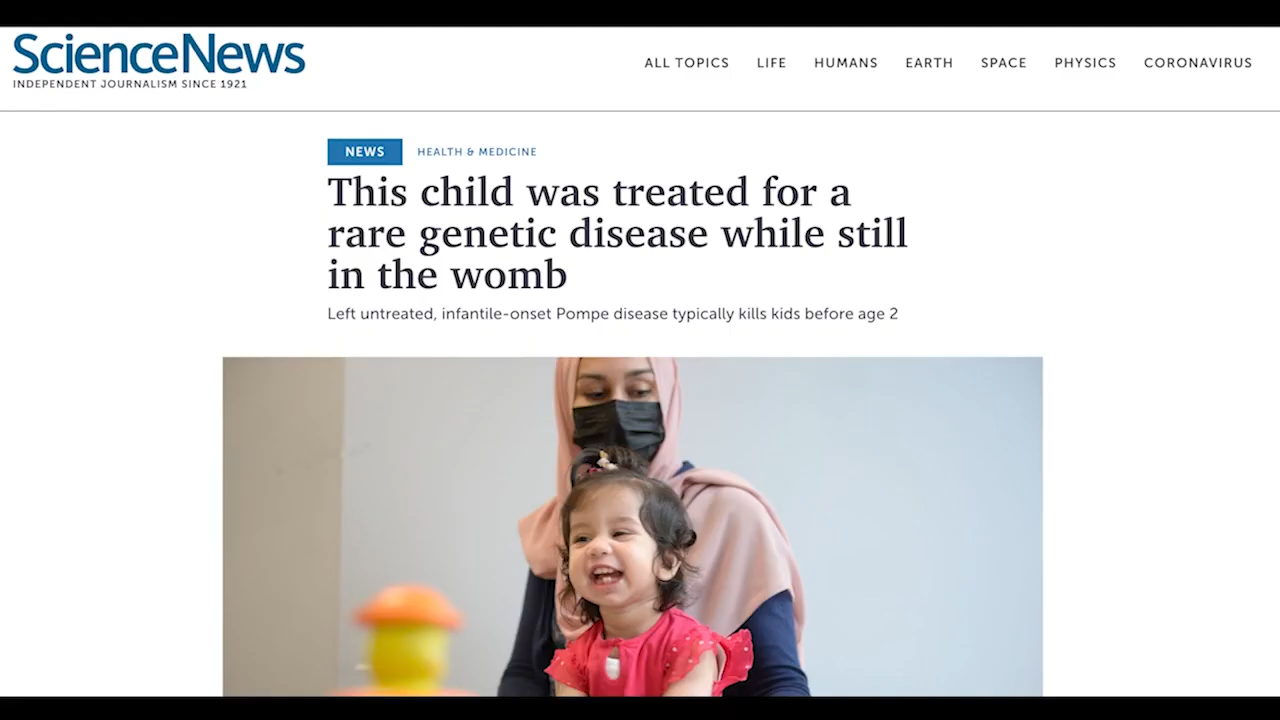 ScienceNews
INDEPENDENT JOURNALISM SINCE 1921
ALL TOPICS LIFE HUMANS EARTH SPACE PHYSICS CORONAVIRUS
NEWS HEALTH & MEDICINE
This child was treated for a
rare genetic disease while still
in the womb
Left untreated, infantile-onset Pompe disease typically kills kids before age 2